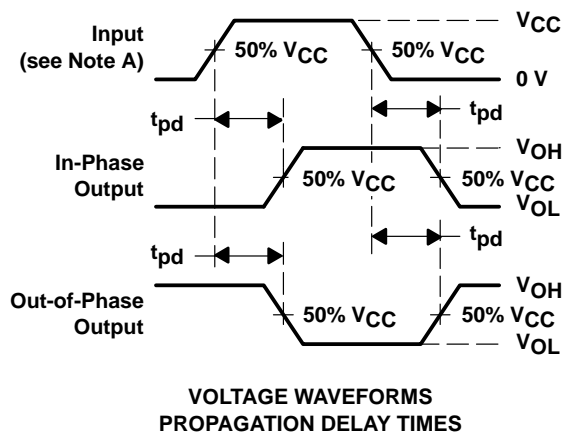 Input
(see Note A)
50% VCC
50% VCC
VCC
0 V
tpd
tpd
In-Phase
Output
50% VCC
VOH
50% VCC
VOL
tpd
tpd
Out-of-Phase
Output
50% VCC
VOH
50% VCC
VOL
VOLTAGE WAVEFORMS
PROPAGATION DELAY TIMES